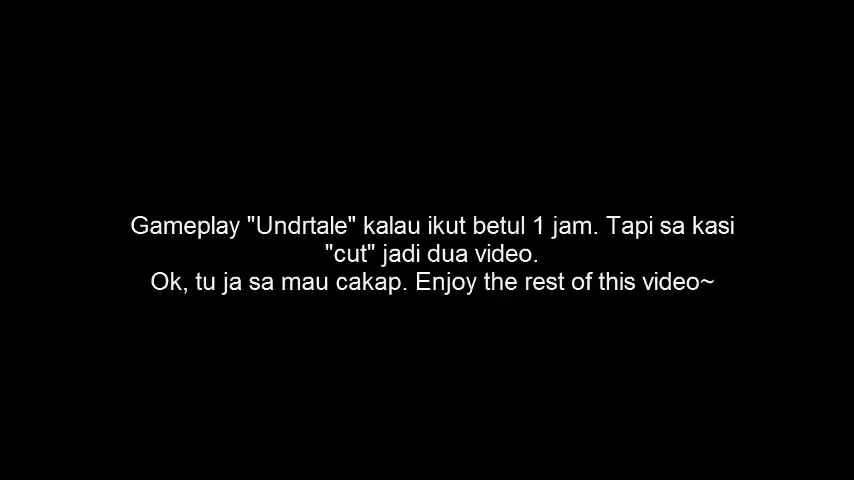 Gameplay "Undrtale" kalau ikut betul 1 jam. Tapi sa kasi
"cut" jadi dua video.
Ok, tu ja sa mau cakap. Enjoy the rest of this video~